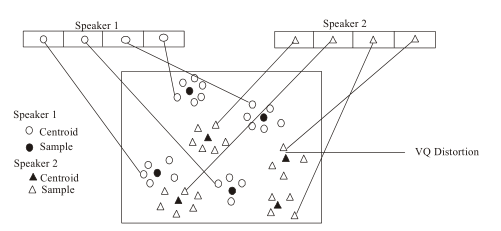 Speaker 1
Speaker 2
Speaker 1
Centroid
Sample
Speaker 2
Centroid
Sample
VQ Distortion